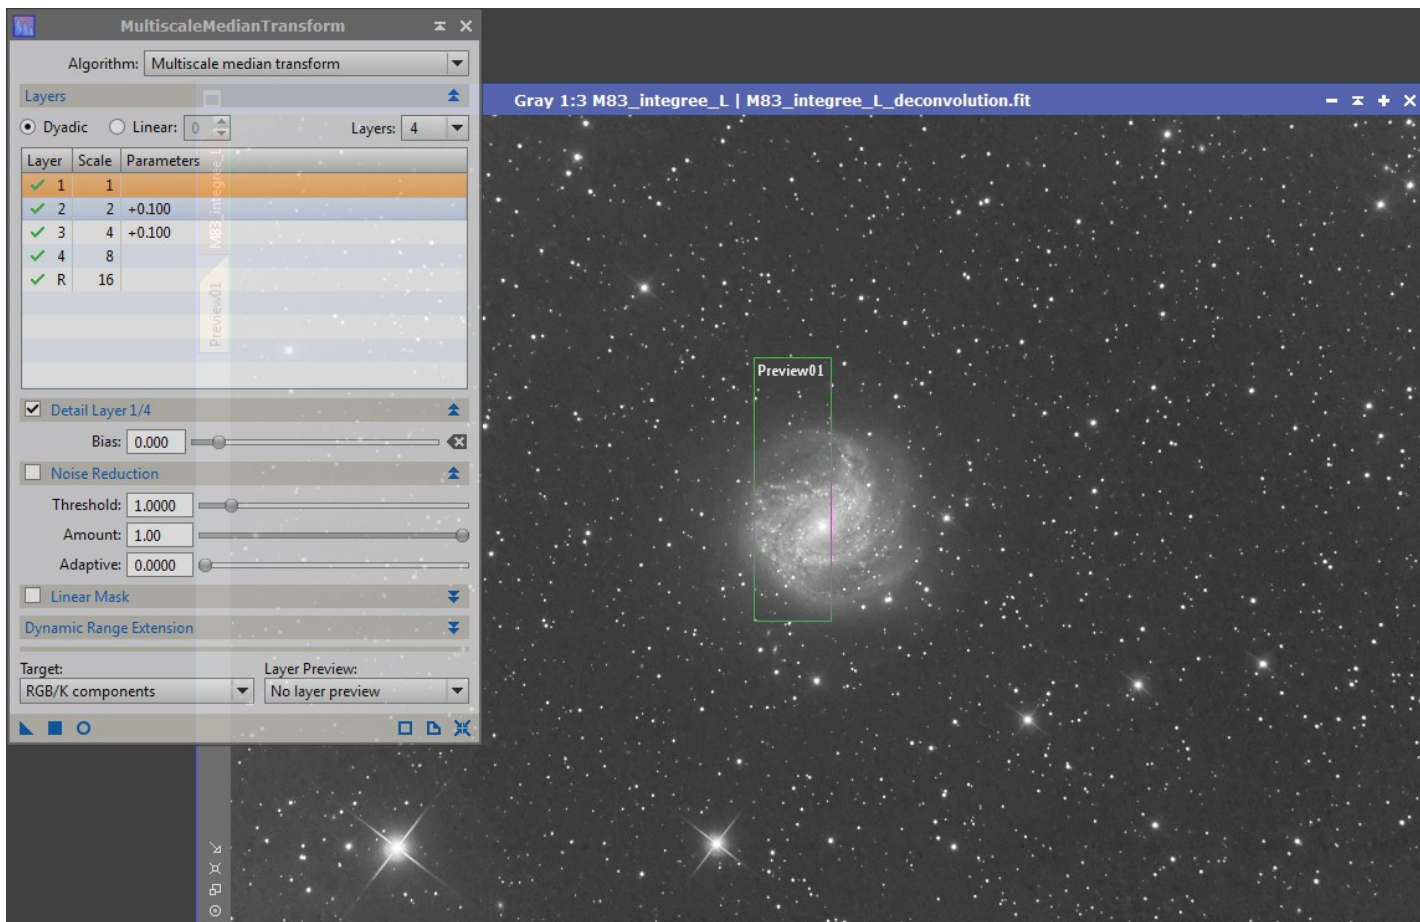 MultiscaleMedianTransform
Algorithm: Multiscale median transform
Layers
Dyadic Linear: 0 Layers: 4
Layer Scale Parameters
1 1
2 2 +0.100
3 4 +0.100
4 8
R 16
M83_integree_L
Preview01
Detail Layer 1/4
Bias: 0.000
Noise Reduction
Threshold: 1.0000
Amount: 1.00
Adaptive: 0.0000
Linear Mask
Dynamic Range Extension
Target: Layer Preview:
RGB/K components No layer preview
Gray 1:3 M83_integree_L | M83_integree_L_deconvolution.fit
Preview01